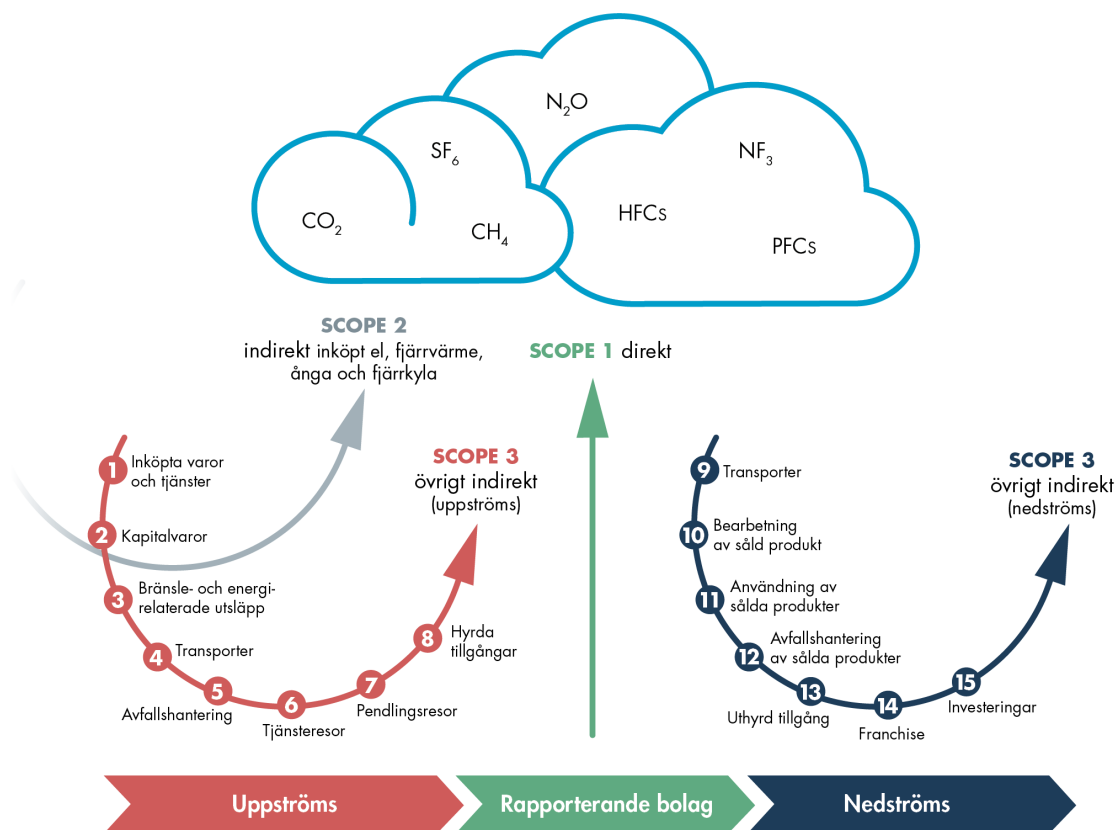 N₂O
SF₆
NF₃
CO₂
CH₄
HFCs
PFCs
SCOPE 2
indirekt inköpt el, fjärrvärme,
ånga och fjärrkyla
SCOPE 1 direkt
1 Inköpta varor
och tjänster
2 Kapitalvaror
3 Bränsle- och energi-
relaterade utsläpp
4 Transporter
5 Avfallshantering
6 Tjänsteresor
7 Pendlingsresor
8 Hyrda
tillgångar
SCOPE 3
övrigt indirekt
(uppströms)
9 Transporter
10 Bearbetning
av såld produkt
11 Användning av
sålda produkter
12 Avfallshantering
av sålda produkter
13 Uthyrd tillgång
14 Franchise
15 Investeringar
SCOPE 3
övrigt indirekt
(nedströms)
Uppströms
Rapporterande bolag
Nedströms